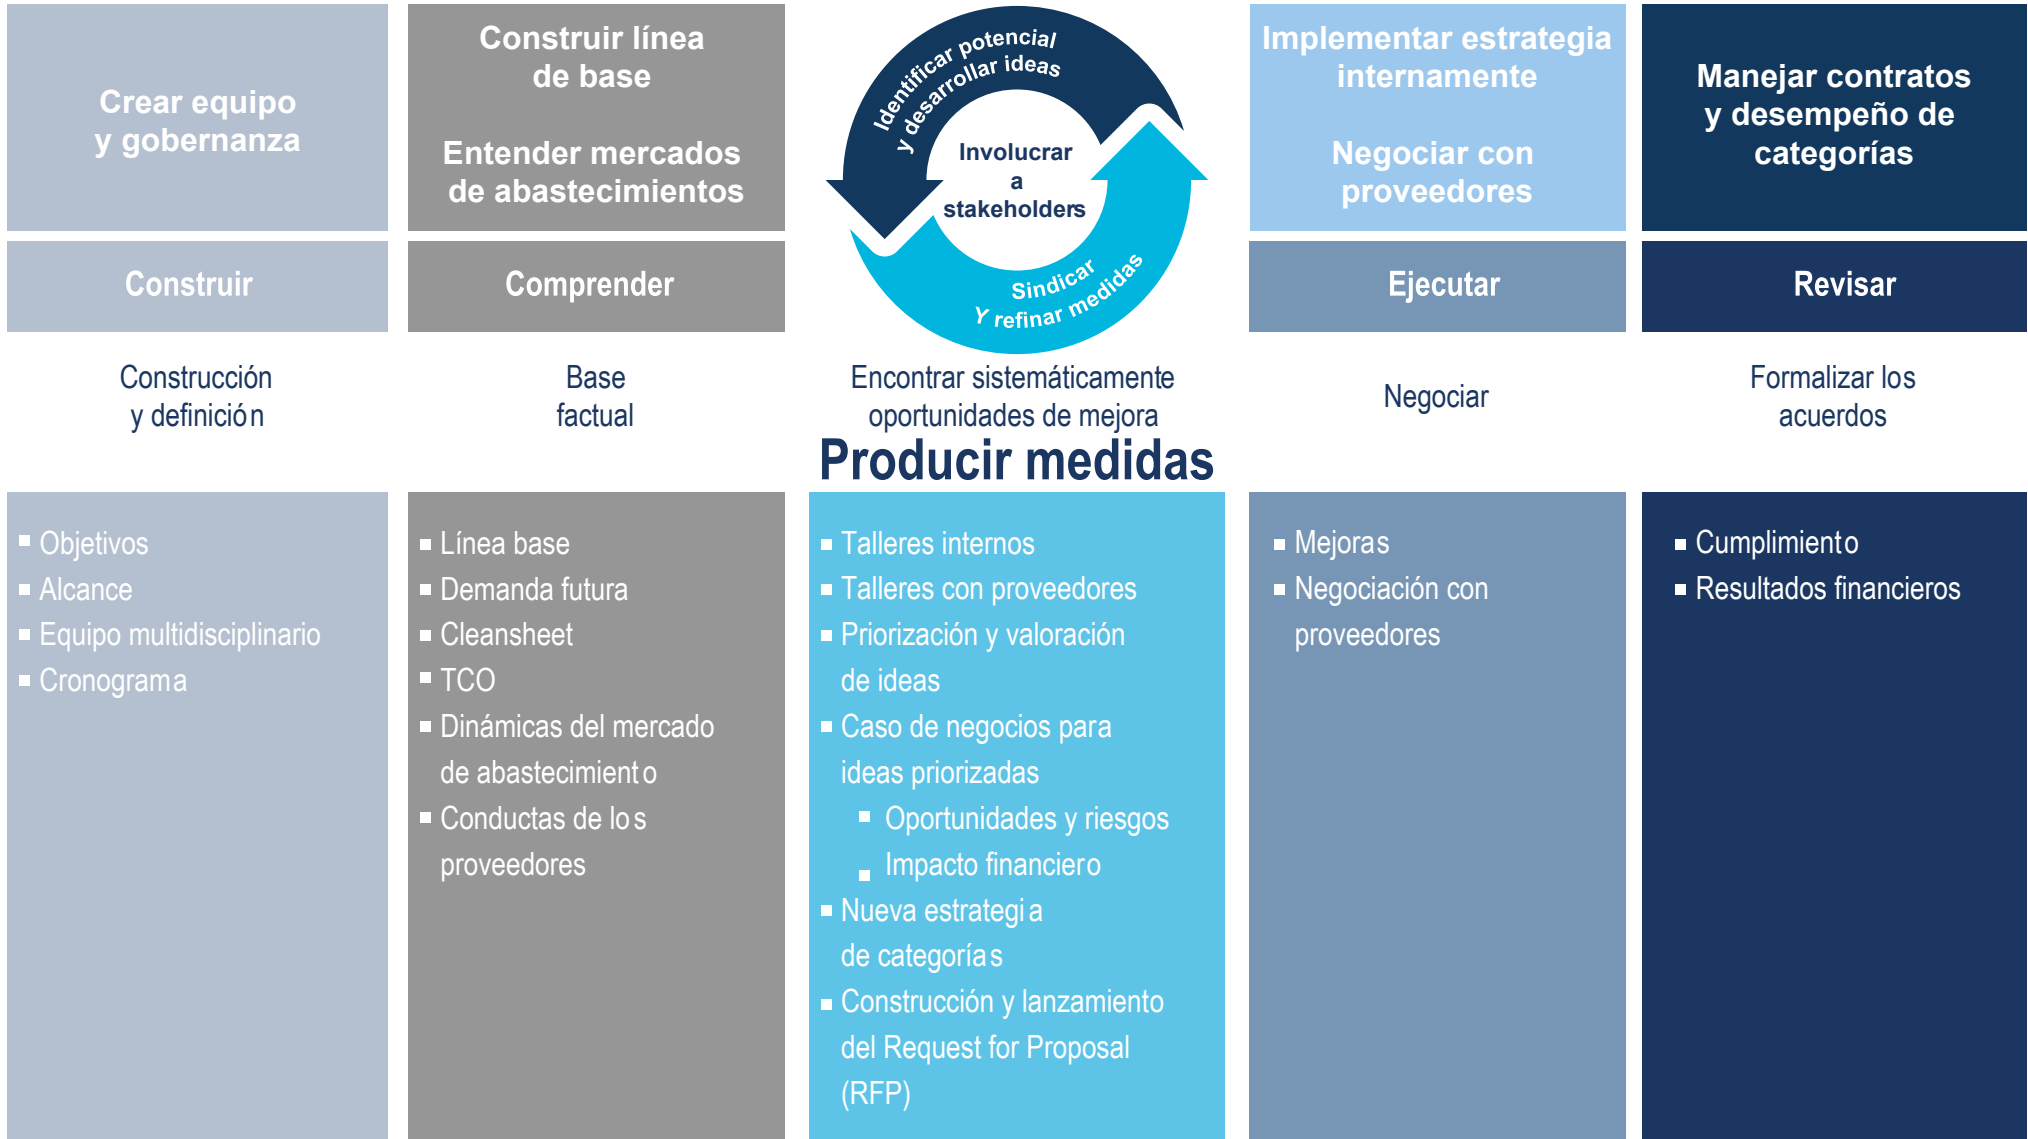 Crear equipo
y gobernanza
Construir
Construcción
y definición
Objetivos
Alcance
Equipo multidisciplinario
Cronograma
Construir línea
de base
Entender mercados
de abastecimientos
Comprender
Base
factual
Línea base
Demanda futura
Cleansheet
TCO
Dinámicas del mercado
de abastecimiento
Conductas de los
proveedores
Identificar potencial
y desarrollar ideas
Involucrar
a
stakeholders
Sindicar
Y refinar medidas
Encontrar sistemáticamente
oportunidades de mejora
Producir medidas
Talleres internos
Talleres con proveedores
Priorización y valoración
de ideas
Caso de negocios para
ideas priorizadas
Oportunidades y riesgos
Impacto financiero
Nueva estrategia
de categorías
Construcción y lanzamiento
del Request for Proposal
(RFP)
Implementar estrategia
internamente
Negociar con
proveedores
Ejecutar
Negociar
Mejoras
Negociación con
proveedores
Manejar contratos
y desempeño de
categorías
Revisar
Formalizar los
acuerdos
Cumplimiento
Resultados financieros